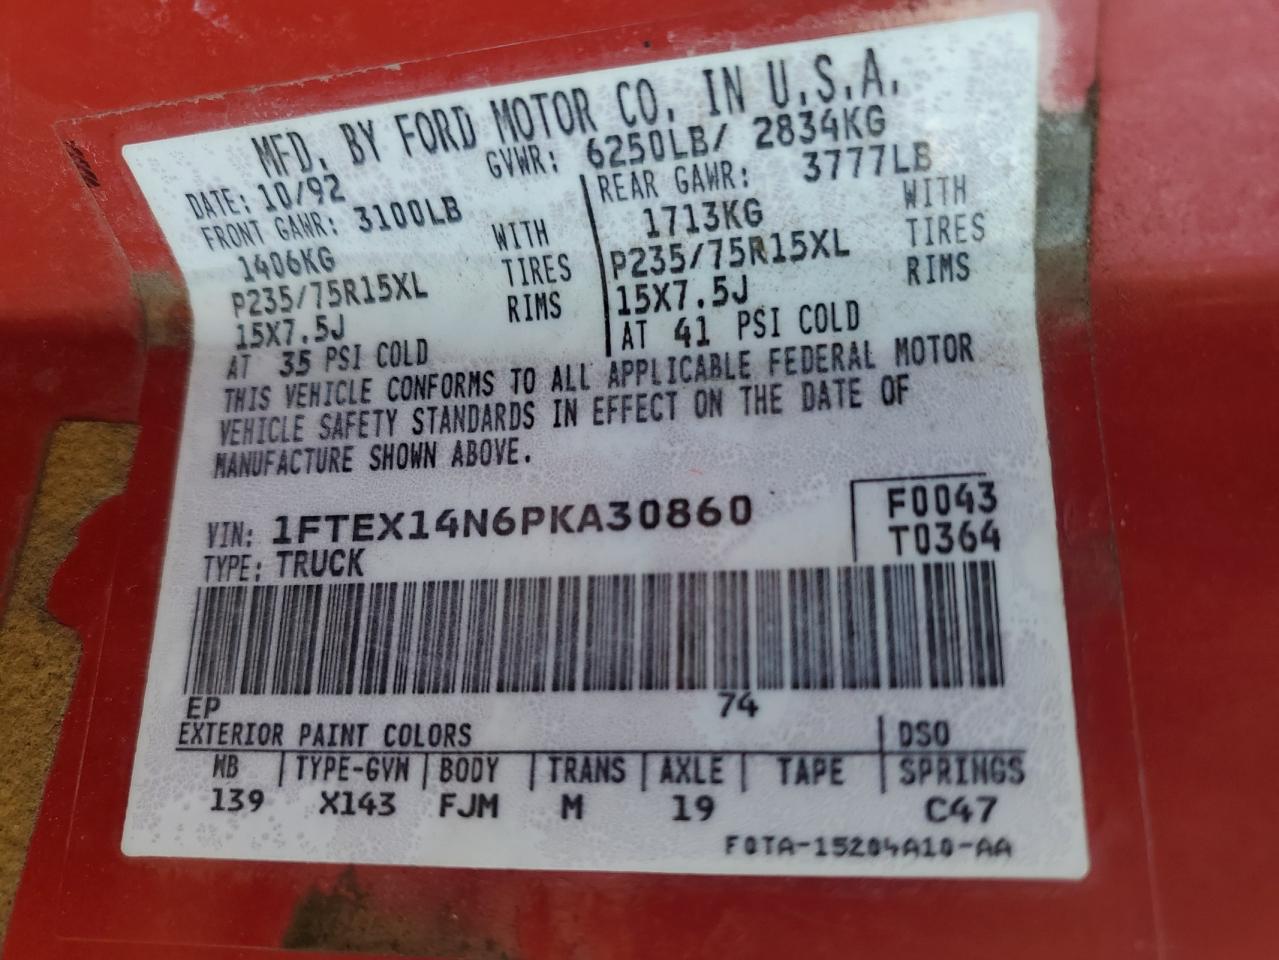 MFD. BY FORD MOTOR CO. IN U.S.A.
DATE: 10/92 GVWR: 6250LB/ 2834KG
FRONT GAWR: 3100LB
1406KG WITH
P235/75R15XL TIRES
15X7.5J RIMS
AT 35 PSI COLD
REAR GAWR: 3777LB
1713KG WITH
P235/75R15XL TIRES
15X7.5J RIMS
AT 41 PSI COLD
THIS VEHICLE CONFORMS TO ALL APPLICABLE FEDERAL MOTOR
VEHICLE SAFETY STANDARDS IN EFFECT ON THE DATE OF
MANUFACTURE SHOWN ABOVE.
VIN: 1FTEX14N6PKA30860
TYPE: TRUCK
F0043
T0364
EP 74
EXTERIOR PAINT COLORS DSO
WB TYPE-GVW BODY TRANS AXLE TAPE SPRINGS
139 X143 FJM M 19 C47
F0TA-15204A10-AA